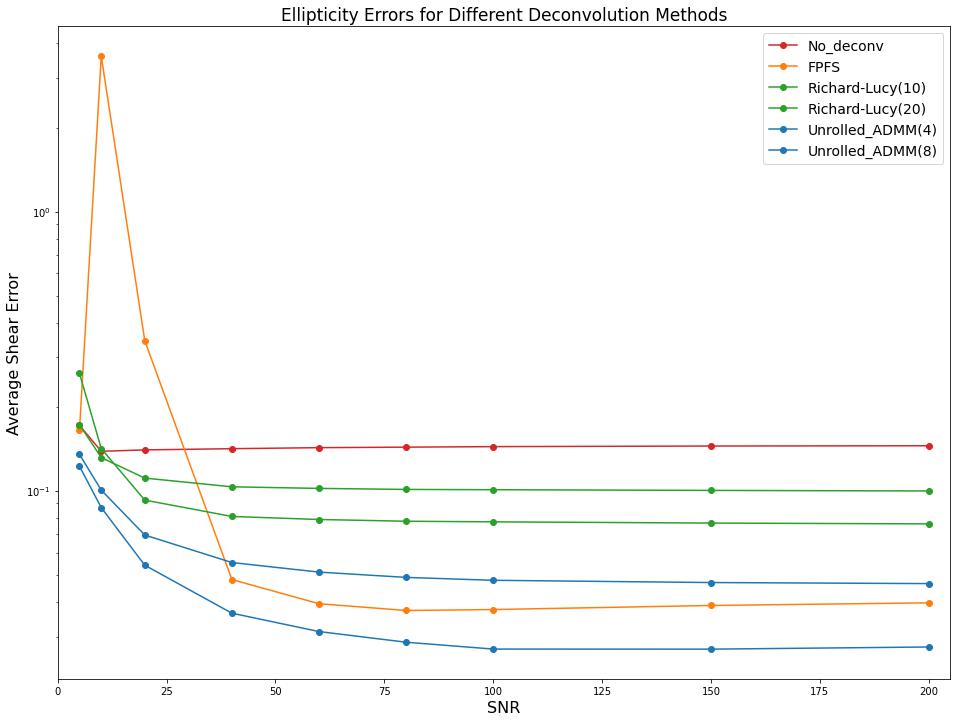 Ellipticity Errors for Different Deconvolution Methods
No_deconv
FPFS
Richard-Lucy(10)
Richard-Lucy(20)
Unrolled_ADMM(4)
Unrolled_ADMM(8)
Average Shear Error
10⁰
10⁻¹
0 25 50 75 100 125 150 175 200
SNR